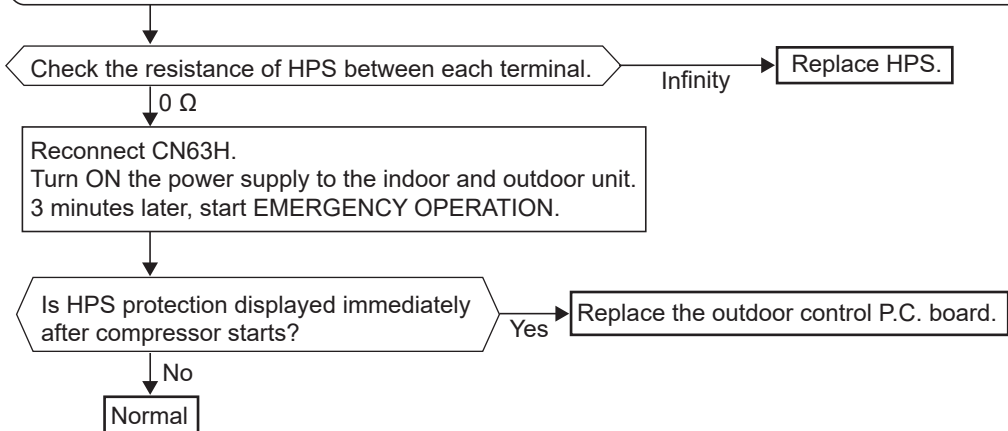 Check the resistance of HPS between each terminal.
Infinity
Replace HPS.
0 Ω
Reconnect CN63H.
Turn ON the power supply to the indoor and outdoor unit.
3 minutes later, start EMERGENCY OPERATION.
Is HPS protection displayed immediately
after compressor starts?
Yes
Replace the outdoor control P.C. board.
No
Normal